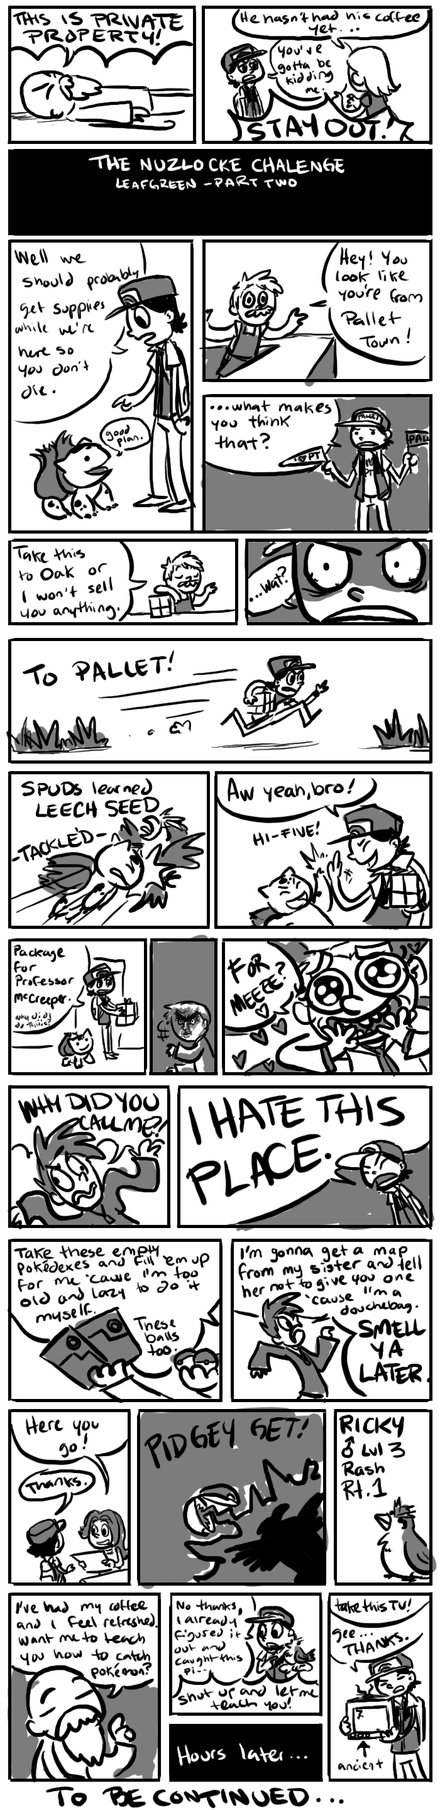 THIS IS PRIVATE
PROPERTY!
He hasn't had his coffee
yet...
You've
gotta be
kidding
me.
STAY OUT!
THE NUZLOCKE CHALENGE
LEAFGREEN - PART TWO
Well we
should probably
get supplies
while we're
here so
you don't
die.
good
plan.
Hey! You
look like
you're from
Pallet
Town!
...what makes
you think
that?
PALLET
I ♥ PT
PT
PALL
Take this
to Oak or
I won't sell
you anything.
...wat?
TO PALLET!
SPUDS learned
LEECH SEED
-TACKLE'D-
Aw yeah, bro!
HI-FIVE!
Package
for
Professor
McCreeper.
FOR
MEEEE?
WHY DID YOU
CALL ME?!
I HATE THIS
PLACE.
Take these empty
pokédexes and fill 'em up
for me 'cause I'm too
old and lazy to do it
myself.
These
balls
too.
I'm gonna get a map
from my sister and tell
her not to give you one
'cause I'm a
douchebag.
SMELL
YA
LATER.
Here you
go!
Thanks.
PIDGEY GET!
RICKY
♂ Lvl 3
Rash
Rt. 1
I've had my coffee
and I feel refreshed.
Want me to teach
you how to catch
pokémon?
No thanks,
I already
figured it
out and
caught this
Pi--
Shut up and let me
teach you!
Hours later...
take this TV!
gee...
THANKS.
ancient
TO BE CONTINUED...